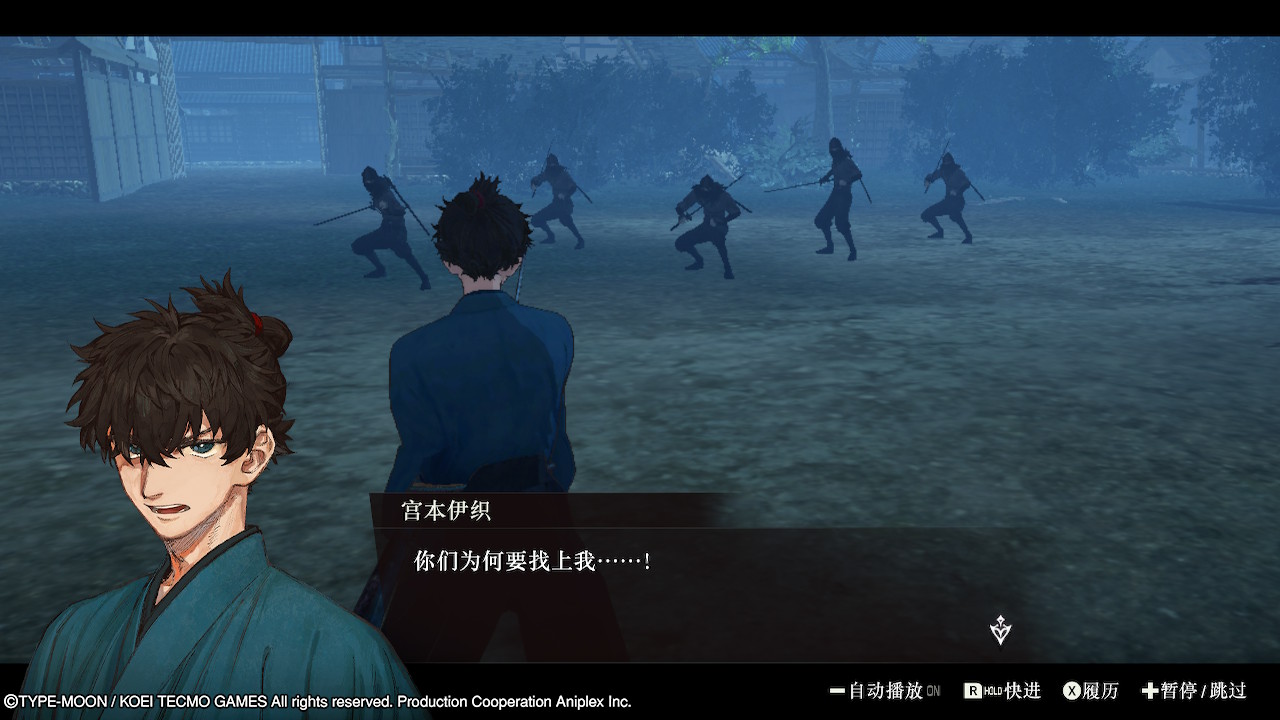 宫本伊织
你们为何要找上我……!
自动播放 ON R HOLD 快进 X 履历 暂停/跳过
©TYPE-MOON / KOEI TECMO GAMES All rights reserved. Production Cooperation Aniplex Inc.